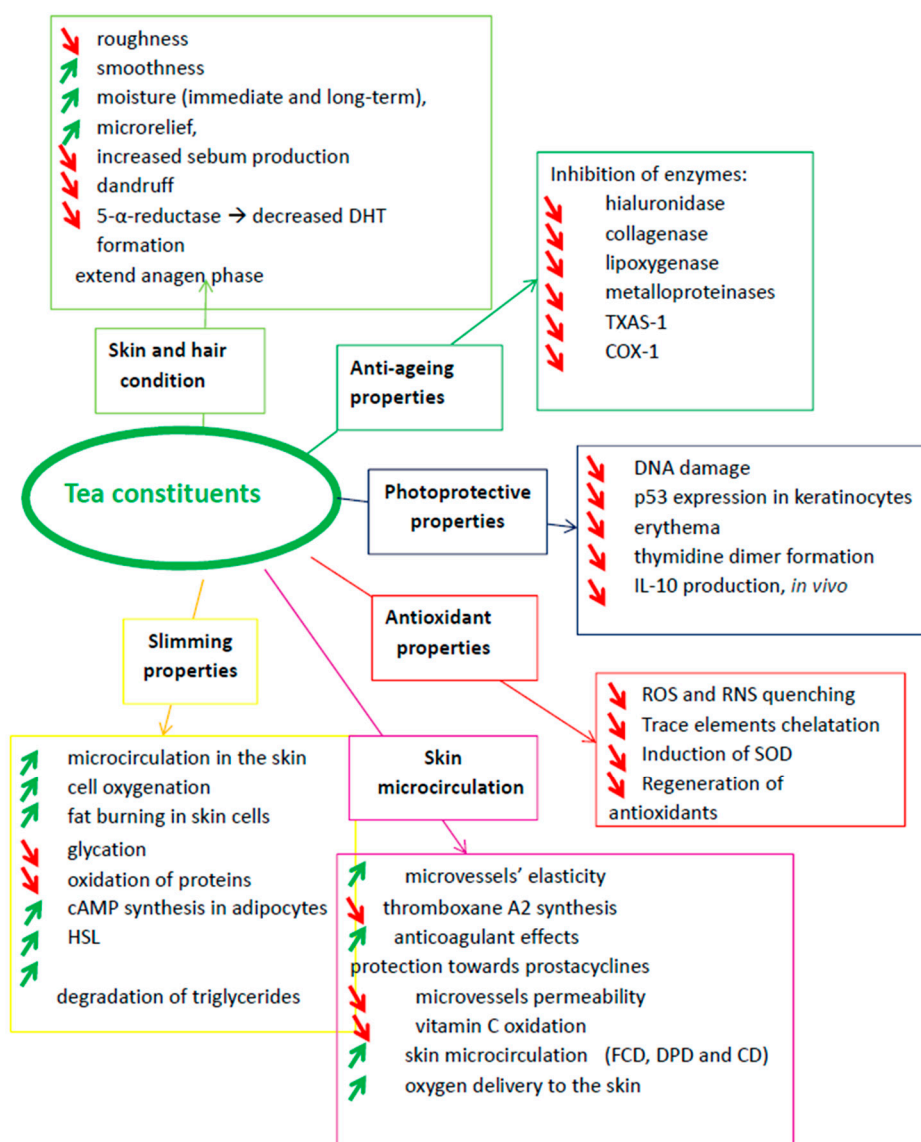 roughness
smoothness
moisture (immediate and long-term),
microrelief,
increased sebum production
dandruff
5-α-reductase → decreased DHT
formation
extend anagen phase
Inhibition of enzymes:
hialuronidase
collagenase
lipoxygenase
metalloproteinases
TXAS-1
COX-1
Skin and hair
condition
Anti-ageing
properties
Tea constituents
Photoprotective
properties
DNA damage
p53 expression in keratinocytes
erythema
thymidine dimer formation
IL-10 production, in vivo
Slimming
properties
Antioxidant
properties
ROS and RNS quenching
Trace elements chelatation
Induction of SOD
Regeneration of
antioxidants
microcirculation in the skin
cell oxygenation
fat burning in skin cells
glycation
oxidation of proteins
cAMP synthesis in adipocytes
HSL
degradation of triglycerides
Skin
microcirculation
microvessels' elasticity
thromboxane A2 synthesis
anticoagulant effects
protection towards prostacyclines
microvessels permeability
vitamin C oxidation
skin microcirculation (FCD, DPD and CD)
oxygen delivery to the skin